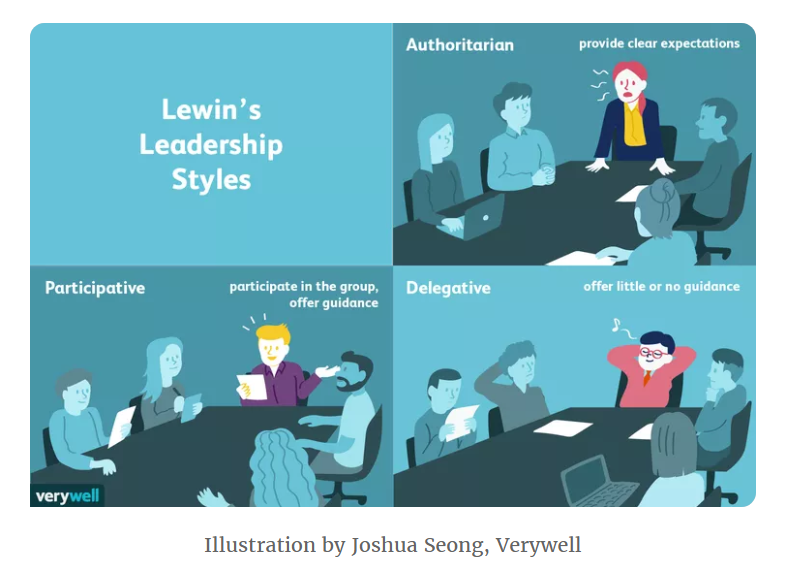 Lewin's
Leadership
Styles
Authoritarian
provide clear expectations
Participative
participate in the group,
offer guidance
Delegative
offer little or no guidance
verywell
Illustration by Joshua Seong, Verywell